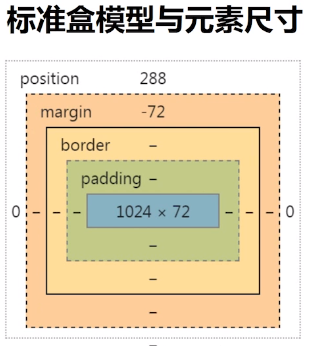 标准盒模型与元素尺寸
position 288
margin -72
border –
padding –
0 – – – 1024 × 72 – – – 0
–
–
–
–